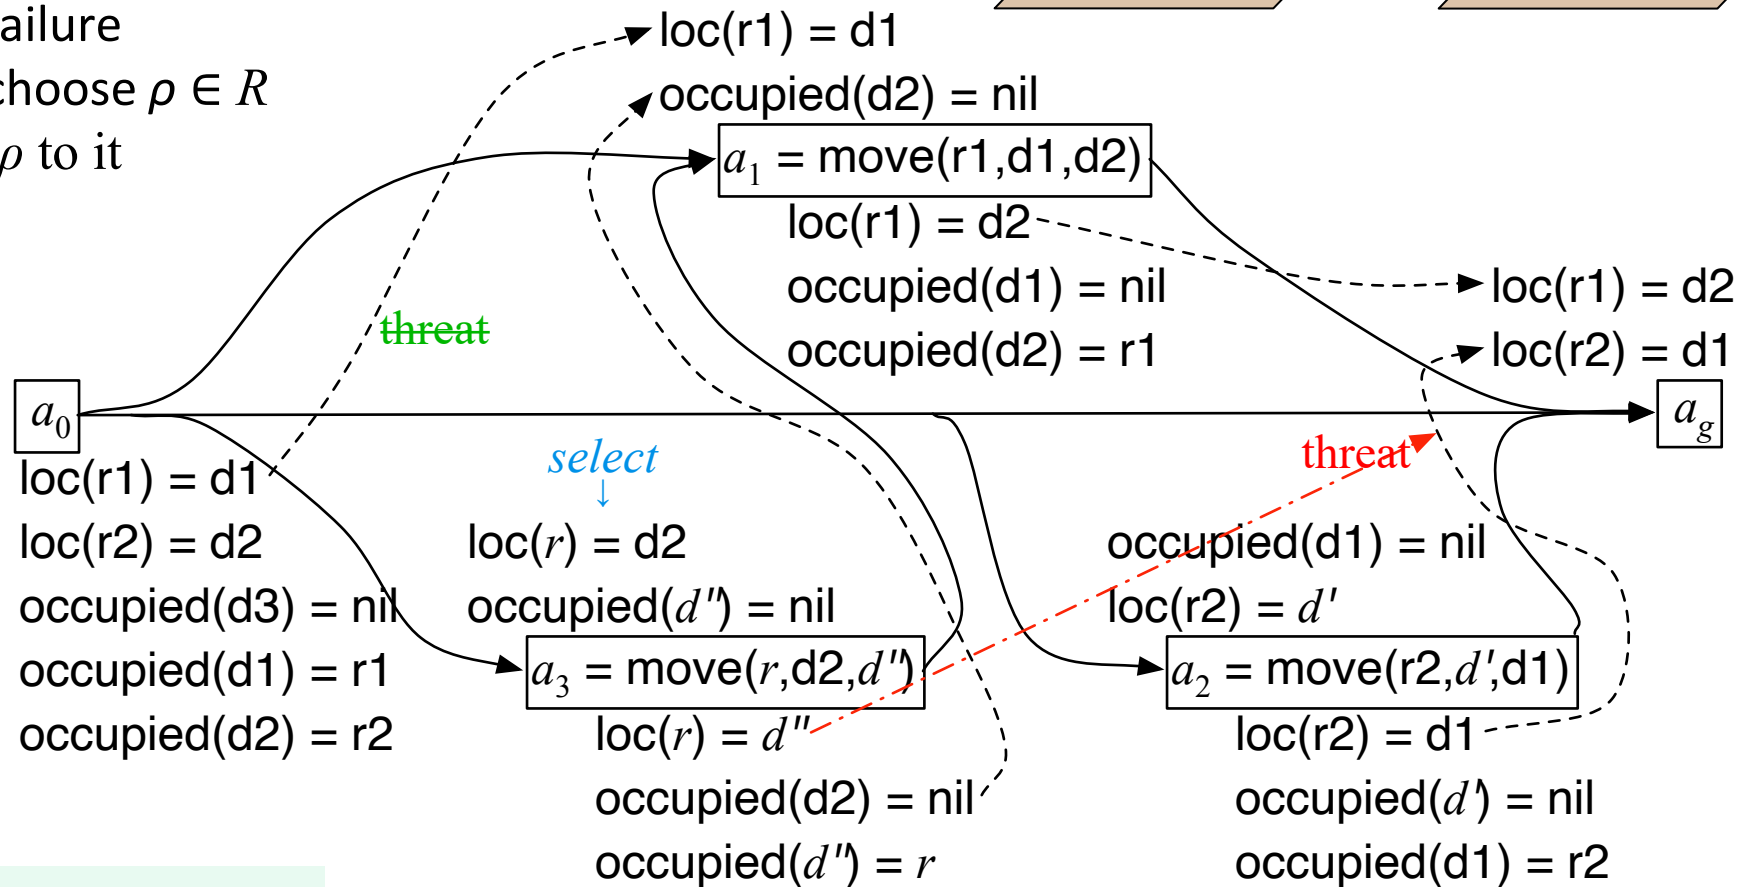 ailure
choose ρ ∈ R
ρ to it
loc(r1) = d1
occupied(d2) = nil
a₁ = move(r1,d1,d2)
loc(r1) = d2
occupied(d1) = nil
occupied(d2) = r1
loc(r1) = d2
loc(r2) = d1
threat
a₀
a_g
loc(r1) = d1
loc(r2) = d2
occupied(d3) = nil
occupied(d1) = r1
occupied(d2) = r2
select
↓
loc(r) = d2
occupied(d″) = nil
a₃ = move(r,d2,d″)
loc(r) = d″
occupied(d2) = nil
occupied(d″) = r
threat
occupied(d1) = nil
loc(r2) = d′
a₂ = move(r2,d′,d1)
loc(r2) = d1
occupied(d′) = nil
occupied(d1) = r2